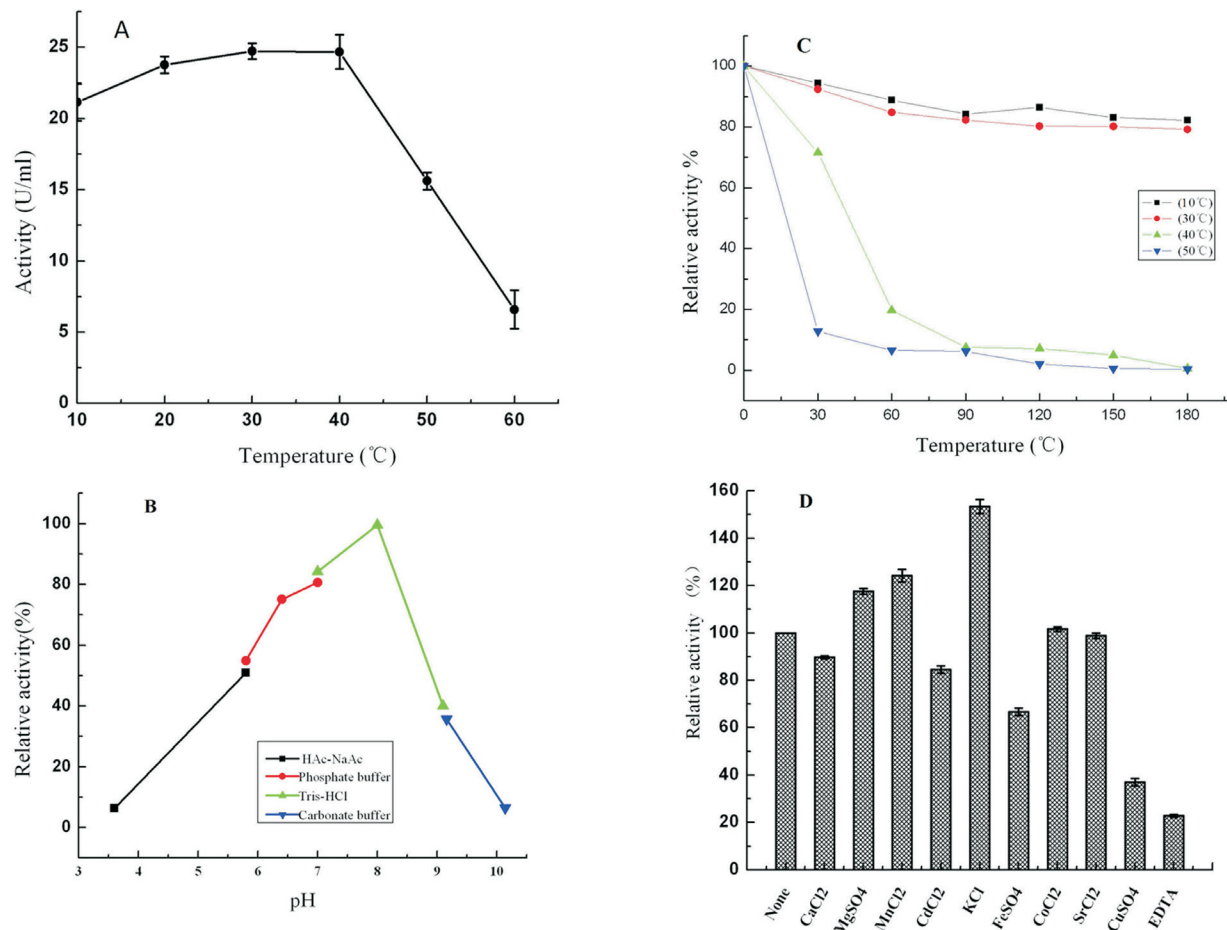 A
25
20
15
10
5
0
Activity (U/ml)
10 20 30 40 50 60
Temperature (℃)
B
100
80
60
40
20
0
Relative activity(%)
HAc-NaAc
Phosphate buffer
Tris-HCl
Carbonate buffer
3 4 5 6 7 8 9 10
pH
C
100
80
60
40
20
0
Relative activity %
(10℃)
(30℃)
(40℃)
(50℃)
0 30 60 90 120 150 180
Temperature (℃)
D
160
140
120
100
80
60
40
20
0
Relative activity (%)
None CaCl2 MgSO4 MnCl2 CdCl2 KCl FeSO4 CoCl2 SrCl2 CuSO4 EDTA